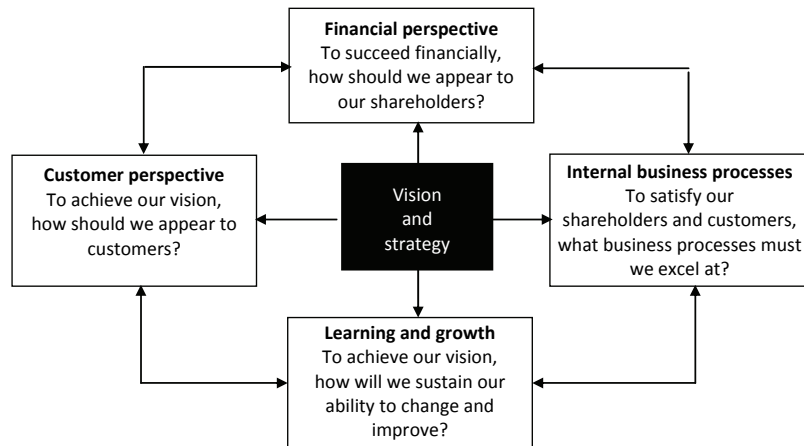 Financial perspective
To succeed financially,
how should we appear to
our shareholders?
Customer perspective
To achieve our vision,
how should we appear to
customers?
Vision
and
strategy
Internal business processes
To satisfy our
shareholders and customers,
what business processes must
we excel at?
Learning and growth
To achieve our vision,
how will we sustain our
ability to change and
improve?